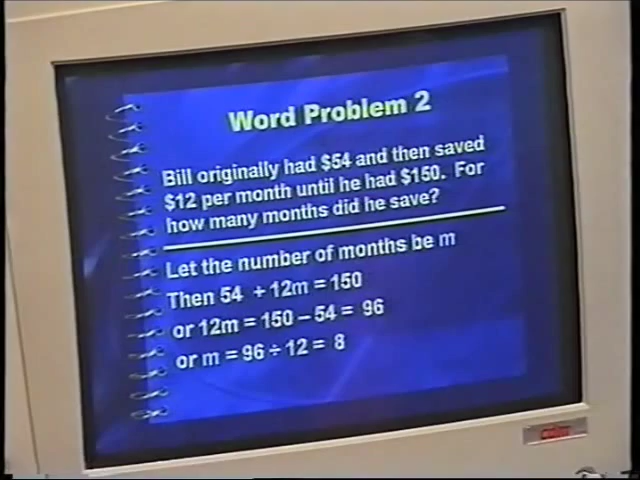 Word Problem 2
Bill originally had $54 and then saved
$12 per month until he had $150. For
how many months did he save?
Let the number of months be m
Then 54 + 12m = 150
or 12m = 150 – 54 = 96
or m = 96 ÷ 12 = 8